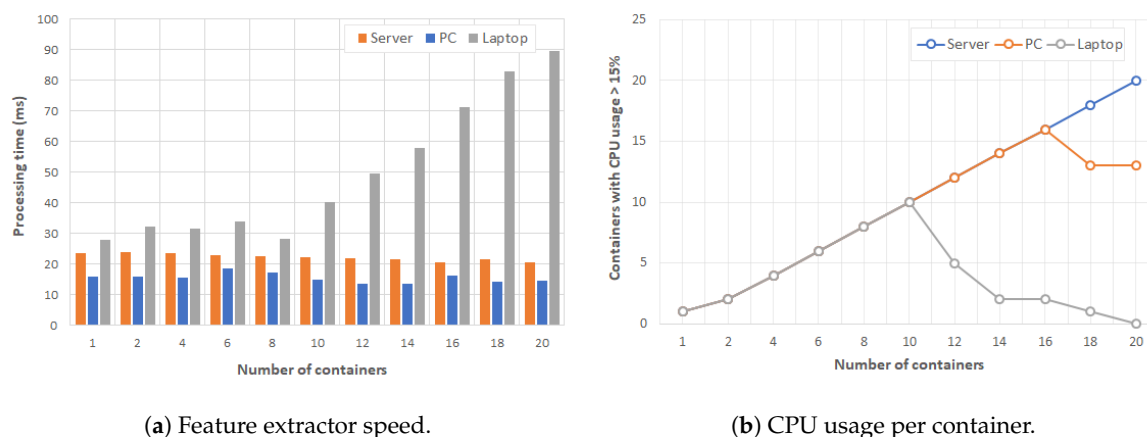 100
90
80
70
60
50
40
30
20
10
0
Processing time (ms)
Server PC Laptop
1 2 4 6 8 10 12 14 16 18 20
Number of containers
(a) Feature extractor speed.
25
20
15
10
5
0
Containers with CPU usage > 15%
Server PC Laptop
1 2 4 6 8 10 12 14 16 18 20
Number of containers
(b) CPU usage per container.